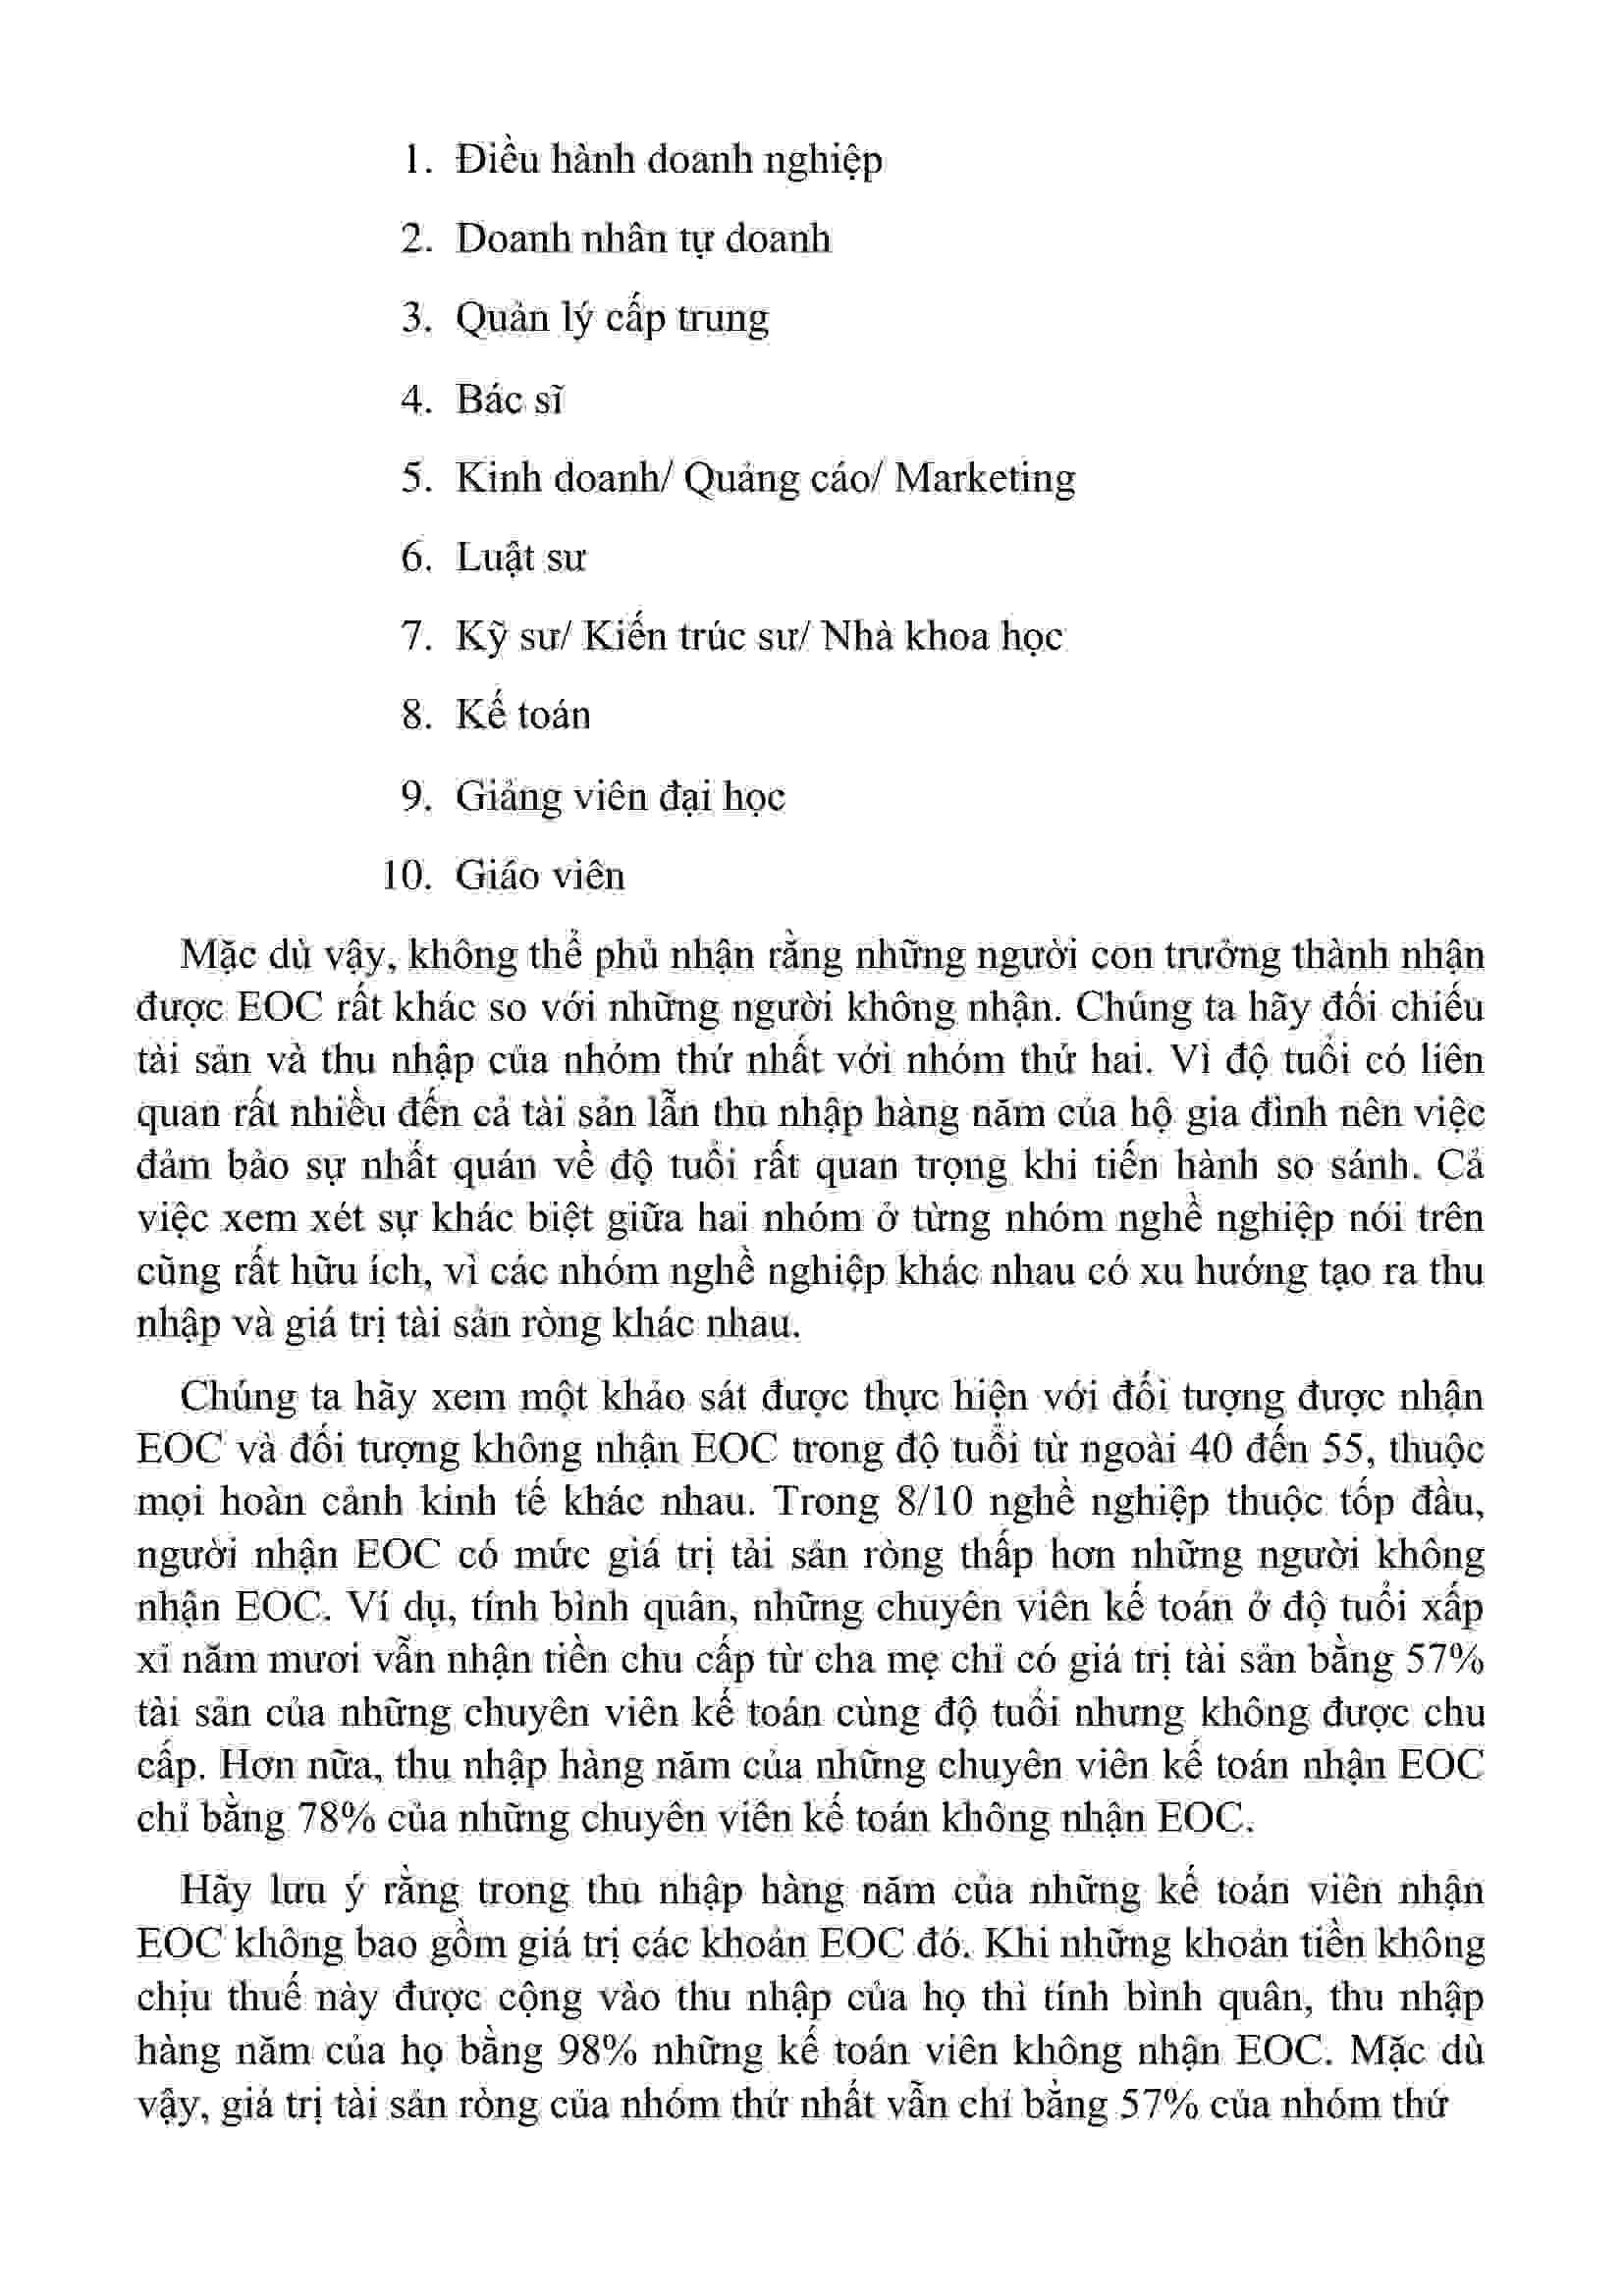 1. Điều hành doanh nghiệp
2. Doanh nhân tự doanh
3. Quản lý cấp trung
4. Bác sĩ
5. Kinh doanh/ Quảng cáo/ Marketing
6. Luật sư
7. Kỹ sư/ Kiến trúc sư/ Nhà khoa học
8. Kế toán
9. Giảng viên đại học
10. Giáo viên
Mặc dù vậy, không thể phủ nhận rằng những người con trưởng thành nhận
được EOC rất khác so với những người không nhận. Chúng ta hãy đối chiếu
tài sản và thu nhập của nhóm thứ nhất với nhóm thứ hai. Vì độ tuổi có liên
quan rất nhiều đến cả tài sản lẫn thu nhập hàng năm của hộ gia đình nên việc
đảm bảo sự nhất quán về độ tuổi rất quan trọng khi tiến hành so sánh. Cả
việc xem xét sự khác biệt giữa hai nhóm ở từng nhóm nghề nghiệp nói trên
cũng rất hữu ích, vì các nhóm nghề nghiệp khác nhau có xu hướng tạo ra thu
nhập và giá trị tài sản ròng khác nhau.
Chúng ta hãy xem một khảo sát được thực hiện với đối tượng được nhận
EOC và đối tượng không nhận EOC trong độ tuổi từ ngoài 40 đến 55, thuộc
mọi hoàn cảnh kinh tế khác nhau. Trong 8/10 nghề nghiệp thuộc tốp đầu,
người nhận EOC có mức giá trị tài sản ròng thấp hơn những người không
nhận EOC. Ví dụ, tính bình quân, những chuyên viên kế toán ở độ tuổi xấp
xỉ năm mươi vẫn nhận tiền chu cấp từ cha mẹ chỉ có giá trị tài sản bằng 57%
tài sản của những chuyên viên kế toán cùng độ tuổi nhưng không được chu
cấp. Hơn nữa, thu nhập hàng năm của những chuyên viên kế toán nhận EOC
chỉ bằng 78% của những chuyên viên kế toán không nhận EOC.
Hãy lưu ý rằng trong thu nhập hàng năm của những kế toán viên nhận
EOC không bao gồm giá trị các khoản EOC đó. Khi những khoản tiền không
chịu thuế này được cộng vào thu nhập của họ thì tính bình quân, thu nhập
hàng năm của họ bằng 98% những kế toán viên không nhận EOC. Mặc dù
vậy, giá trị tài sản ròng của nhóm thứ nhất vẫn chỉ bằng 57% của nhóm thứ